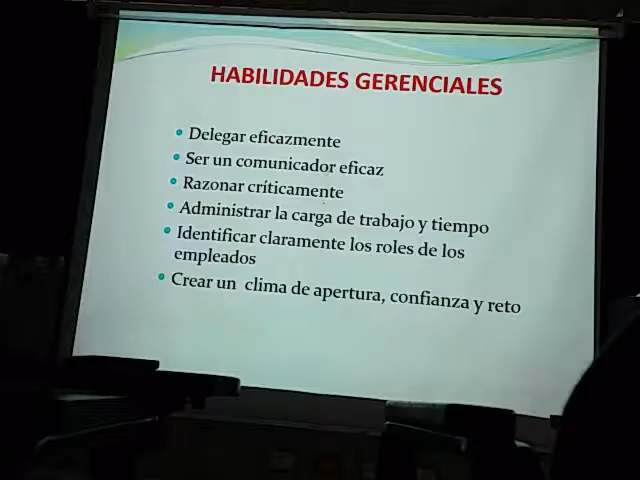 HABILIDADES GERENCIALES
• Delegar eficazmente
• Ser un comunicador eficaz
• Razonar críticamente
• Administrar la carga de trabajo y tiempo
• Identificar claramente los roles de los
empleados
• Crear un clima de apertura, confianza y reto